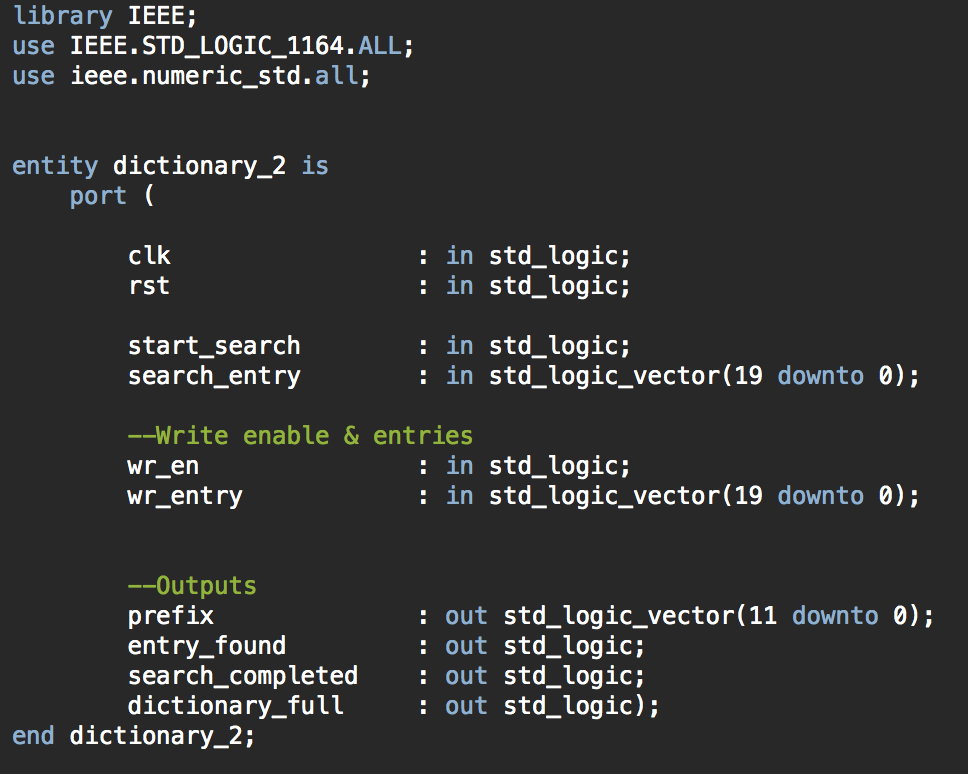 library IEEE;
use IEEE.STD_LOGIC_1164.ALL;
use ieee.numeric_std.all;
entity dictionary_2 is
    port (
        clk                 : in std_logic;
        rst                 : in std_logic;
        start_search        : in std_logic;
        search_entry        : in std_logic_vector(19 downto 0);
        --Write enable & entries
        wr_en               : in std_logic;
        wr_entry            : in std_logic_vector(19 downto 0);
        --Outputs
        prefix              : out std_logic_vector(11 downto 0);
        entry_found         : out std_logic;
        search_completed    : out std_logic;
        dictionary_full     : out std_logic);
end dictionary_2;